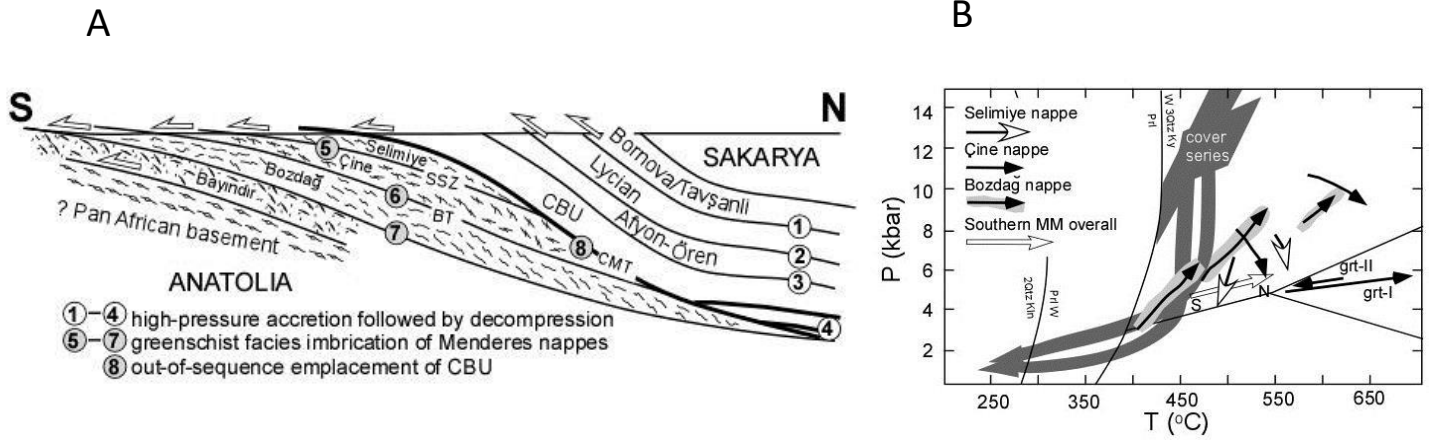 A
S
N
Bornova/Tavşanlı
SAKARYA
Lycian
Afyon-Ören
CBU
Selimiye
SSZ
Çine
Bozdağ
BT
Bayındır
CMT
? Pan African basement
ANATOLIA
5
6
7
8
1
2
3
4
1-4 high-pressure accretion followed by decompression
5-7 greenschist facies imbrication of Menderes nappes
8 out-of-sequence emplacement of CBU
B
P (kbar)
14
12
10
8
6
4
2
Selimiye nappe
Çine nappe
Bozdağ nappe
Southern MM overall
cover
series
W 3Qtz Ky
Prl
Prl W
2Qtz Kln
S
N
grt-II
grt-I
250
350
450
550
650
T (ºC)